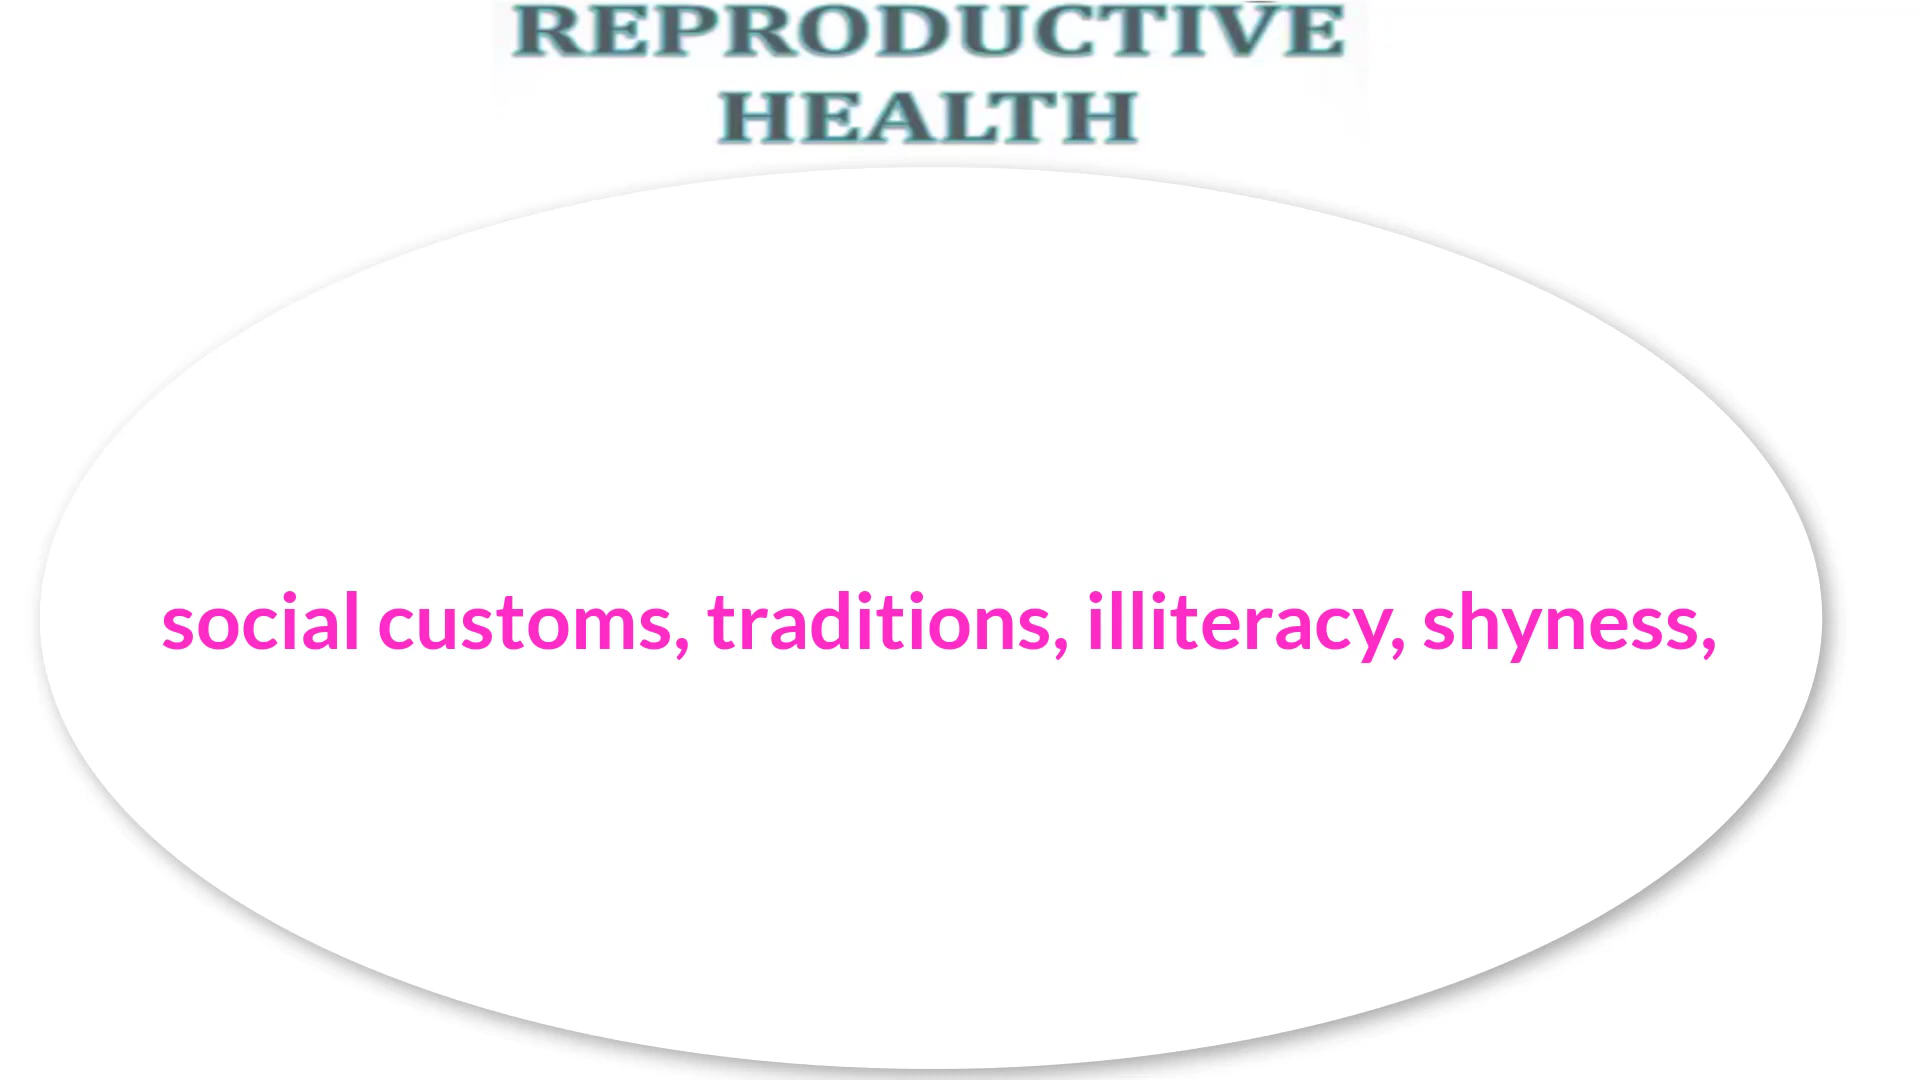 REPRODUCTIVE
HEALTH
social customs, traditions, illiteracy, shyness,